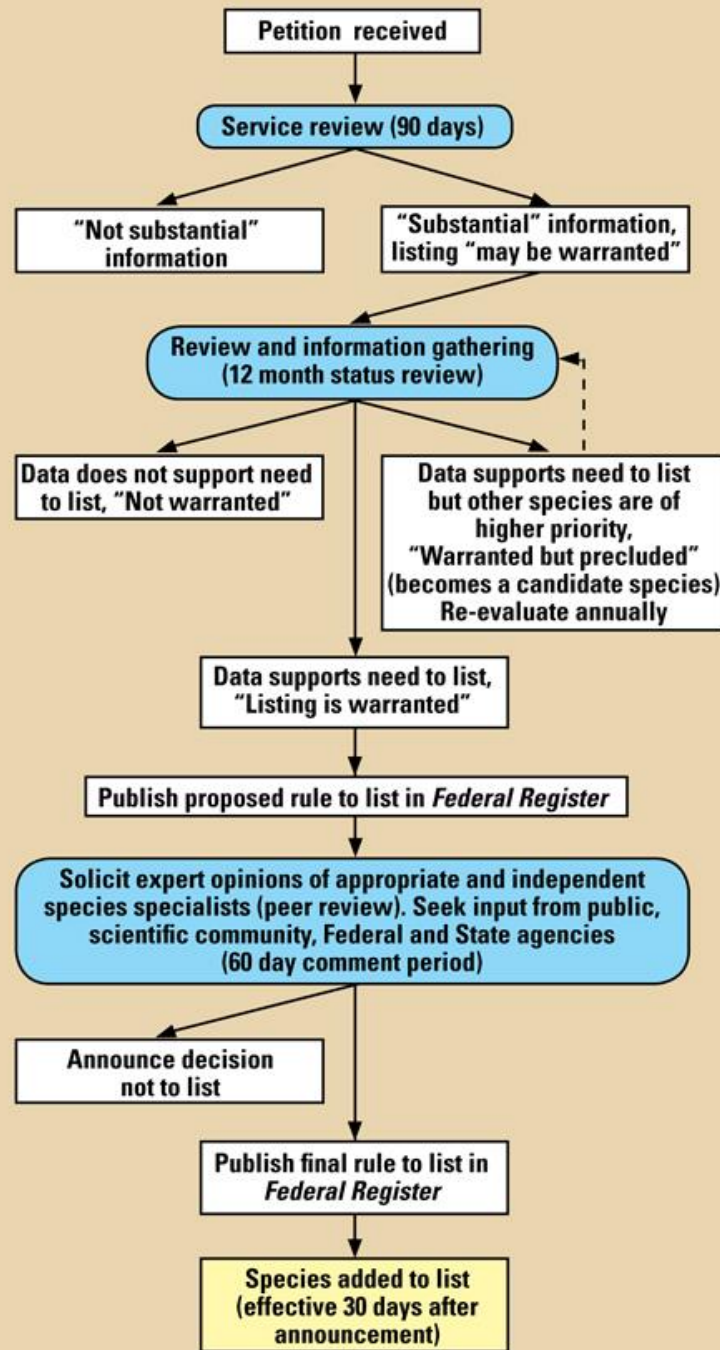 Petition received
Service review (90 days)
“Not substantial”
information
“Substantial” information,
listing “may be warranted”
Review and information gathering
(12 month status review)
Data does not support need
to list, “Not warranted”
Data supports need to list
but other species are of
higher priority,
“Warranted but precluded”
(becomes a candidate species)
Re-evaluate annually
Data supports need to list,
“Listing is warranted”
Publish proposed rule to list in Federal Register
Solicit expert opinions of appropriate and independent
species specialists (peer review). Seek input from public,
scientific community, Federal and State agencies
(60 day comment period)
Announce decision
not to list
Publish final rule to list in
Federal Register
Species added to list
(effective 30 days after
announcement)